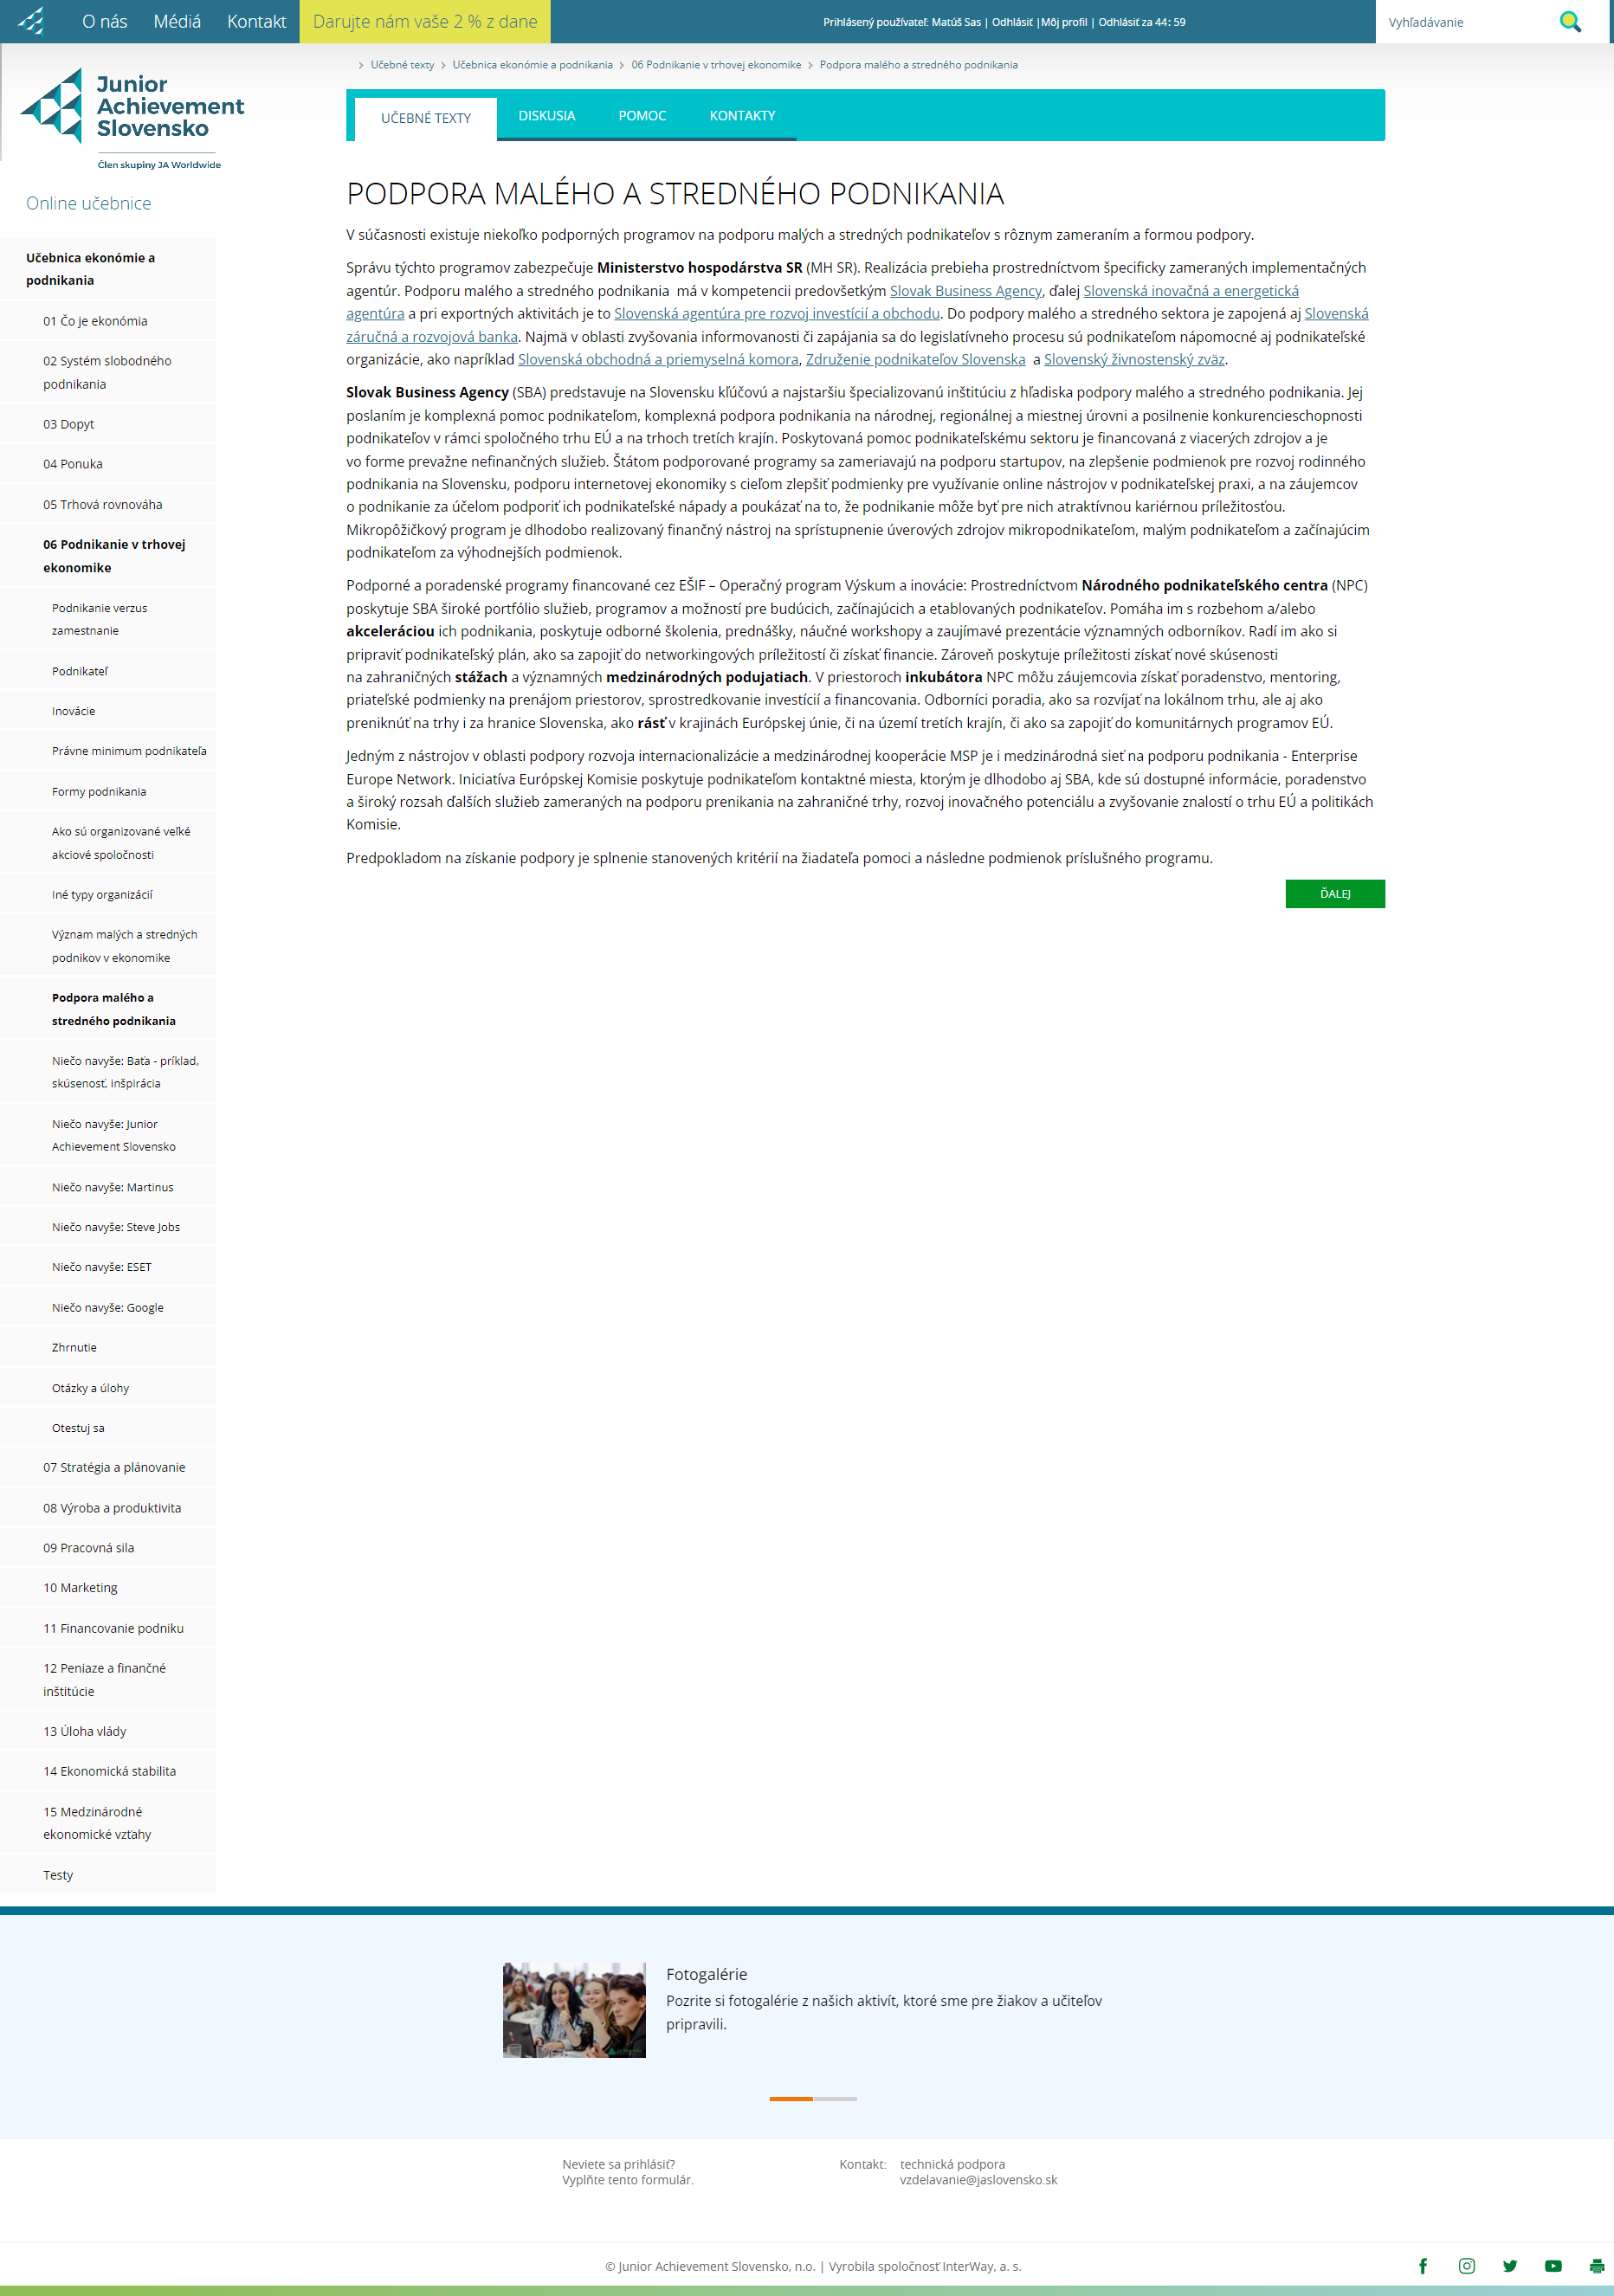 O nás
Médiá
Kontakt
Darujte nám vaše 2 % z dane
Prihlásený používateľ: Matúš Sas | Odhlásiť |Môj profil | Odhlásiť za 44: 59
Vyhľadávanie
Junior
Achievement
Slovensko
Člen skupiny JA Worldwide
Učebné texty
Učebnica ekonómie a podnikania
06 Podnikanie v trhovej ekonomike
Podpora malého a stredného podnikania
UČEBNÉ TEXTY
DISKUSIA
POMOC
KONTAKTY
Online učebnice
Učebnica ekonómie a
podnikania
01 Čo je ekonómia
02 Systém slobodného
podnikania
03 Dopyt
04 Ponuka
05 Trhová rovnováha
06 Podnikanie v trhovej
ekonomike
Podnikanie verzus
zamestnanie
Podnikateľ
Inovácie
Právne minimum podnikateľa
Formy podnikania
Ako sú organizované veľké
akciové spoločnosti
Iné typy organizácií
Význam malých a stredných
podnikov v ekonomike
Podpora malého a
stredného podnikania
Niečo navyše: Baťa - príklad,
skúsenosť, inšpirácia
Niečo navyše: Junior
Achievement Slovensko
Niečo navyše: Martinus
Niečo navyše: Steve Jobs
Niečo navyše: ESET
Niečo navyše: Google
Zhrnutie
Otázky a úlohy
Otestuj sa
07 Stratégia a plánovanie
08 Výroba a produktivita
09 Pracovná sila
10 Marketing
11 Financovanie podniku
12 Peniaze a finančné
inštitúcie
13 Úloha vlády
14 Ekonomická stabilita
15 Medzinárodné
ekonomické vzťahy
Testy
PODPORA MALÉHO A STREDNÉHO PODNIKANIA
V súčasnosti existuje niekoľko podporných programov na podporu malých a stredných podnikateľov s rôznym zameraním a formou podpory.
Správu týchto programov zabezpečuje Ministerstvo hospodárstva SR (MH SR). Realizácia prebieha prostredníctvom špecificky zameraných implementačných
agentúr. Podporu malého a stredného podnikania  má v kompetencii predovšetkým Slovak Business Agency, ďalej Slovenská inovačná a energetická
agentúra a pri exportných aktivitách je to Slovenská agentúra pre rozvoj investícií a obchodu. Do podpory malého a stredného sektora je zapojená aj Slovenská
záručná a rozvojová banka. Najmä v oblasti zvyšovania informovanosti či zapájania sa do legislatívneho procesu sú podnikateľom nápomocné aj podnikateľské
organizácie, ako napríklad Slovenská obchodná a priemyselná komora, Združenie podnikateľov Slovenska  a Slovenský živnostenský zväz.
Slovak Business Agency (SBA) predstavuje na Slovensku kľúčovú a najstaršiu špecializovanú inštitúciu z hľadiska podpory malého a stredného podnikania. Jej
poslaním je komplexná pomoc podnikateľom, komplexná podpora podnikania na národnej, regionálnej a miestnej úrovni a posilnenie konkurencieschopnosti
podnikateľov v rámci spoločného trhu EÚ a na trhoch tretích krajín. Poskytovaná pomoc podnikateľskému sektoru je financovaná z viacerých zdrojov a je
vo forme prevažne nefinančných služieb. Štátom podporované programy sa zameriavajú na podporu startupov, na zlepšenie podmienok pre rozvoj rodinného
podnikania na Slovensku, podporu internetovej ekonomiky s cieľom zlepšiť podmienky pre využívanie online nástrojov v podnikateľskej praxi, a na záujemcov
o podnikanie za účelom podporiť ich podnikateľské nápady a poukázať na to, že podnikanie môže byť pre nich atraktívnou kariérnou príležitosťou.
Mikropôžičkový program je dlhodobo realizovaný finančný nástroj na sprístupnenie úverových zdrojov mikropodnikateľom, malým podnikateľom a začínajúcim
podnikateľom za výhodnejších podmienok.
Podporné a poradenské programy financované cez EŠIF – Operačný program Výskum a inovácie: Prostredníctvom Národného podnikateľského centra (NPC)
poskytuje SBA široké portfólio služieb, programov a možností pre budúcich, začínajúcich a etablovaných podnikateľov. Pomáha im s rozbehom a/alebo
akceleráciou ich podnikania, poskytuje odborné školenia, prednášky, náučné workshopy a zaujímavé prezentácie významných odborníkov. Radí im ako si
pripraviť podnikateľský plán, ako sa zapojiť do networkingových príležitostí či získať financie. Zároveň poskytuje príležitosti získať nové skúsenosti
na zahraničných stážach a významných medzinárodných podujatiach. V priestoroch inkubátora NPC môžu záujemcovia získať poradenstvo, mentoring,
priateľské podmienky na prenájom priestorov, sprostredkovanie investícií a financovania. Odborníci poradia, ako sa rozvíjať na lokálnom trhu, ale aj ako
preniknúť na trhy i za hranice Slovenska, ako rásť v krajinách Európskej únie, či na území tretích krajín, či ako sa zapojiť do komunitárnych programov EÚ.
Jedným z nástrojov v oblasti podpory rozvoja internacionalizácie a medzinárodnej kooperácie MSP je i medzinárodná sieť na podporu podnikania - Enterprise
Europe Network. Iniciatíva Európskej Komisie poskytuje podnikateľom kontaktné miesta, ktorým je dlhodobo aj SBA, kde sú dostupné informácie, poradenstvo
a široký rozsah ďalších služieb zameraných na podporu prenikania na zahraničné trhy, rozvoj inovačného potenciálu a zvyšovanie znalostí o trhu EÚ a politikách
Komisie.
Predpokladom na získanie podpory je splnenie stanovených kritérií na žiadateľa pomoci a následne podmienok príslušného programu.
ĎALEJ
Fotogalérie
Pozrite si fotogalérie z našich aktivít, ktoré sme pre žiakov a učiteľov
pripravili.
Neviete sa prihlásiť?
Vyplňte tento formulár.
Kontakt:
technická podpora
vzdelavanie@jaslovensko.sk
© Junior Achievement Slovensko, n.o. | Vyrobila spoločnosť InterWay, a. s.